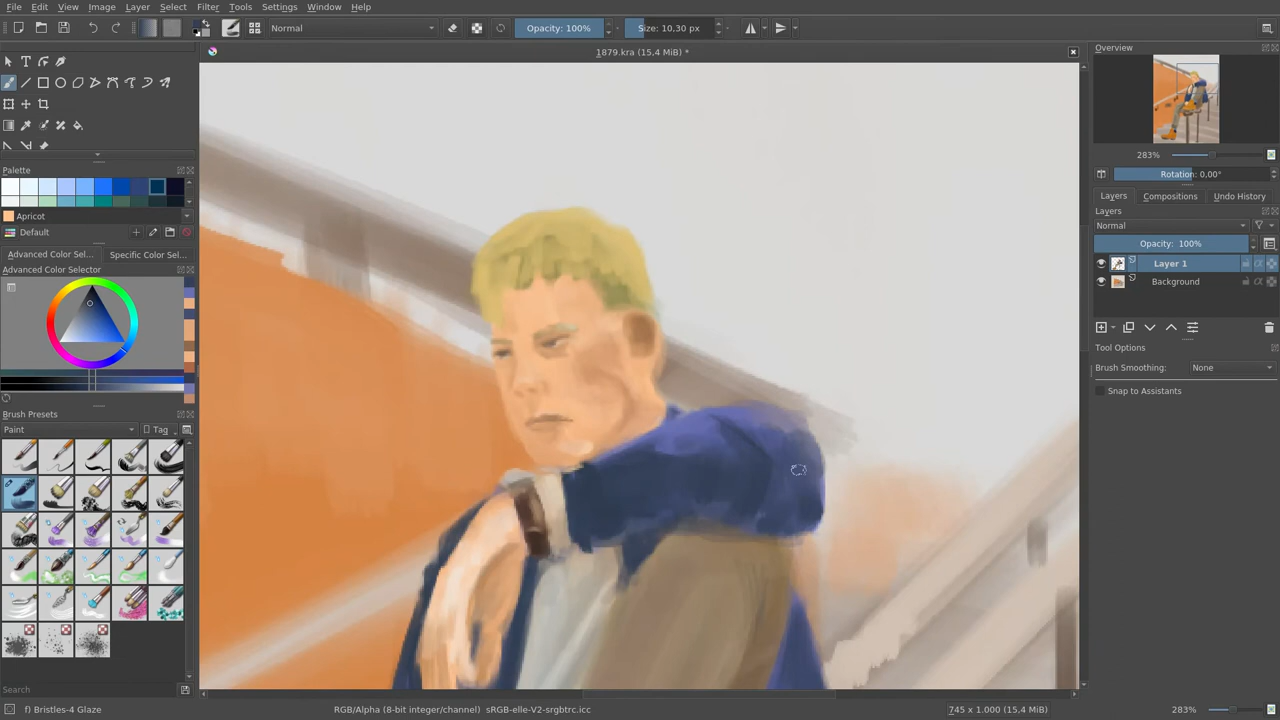 File Edit View Image Layer Select Filter Tools Settings Window Help
Normal Opacity: 100% Size: 10,30 px
1879.kra (15,4 MiB) *
Overview
283%
Rotation: 0,00°
Palette
Apricot
Default
Advanced Color Sel... Specific Color Sel...
Advanced Color Selector
Brush Presets
Paint Tag
Search
Layers Compositions Undo History
Layers
Normal
Opacity: 100%
Layer 1
Background
Tool Options
Brush Smoothing: None
Snap to Assistants
f) Bristles-4 Glaze RGB/Alpha (8-bit integer/channel) sRGB-elle-V2-srgbtrc.icc 745 x 1.000 (15,4 MiB) 283%